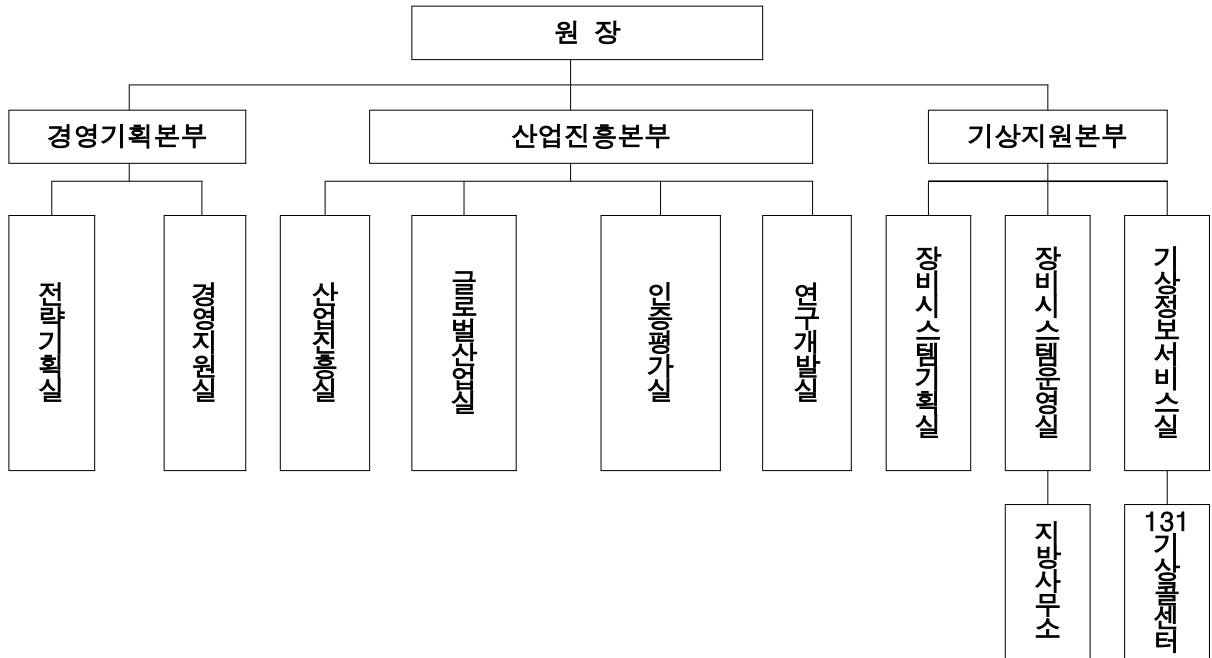 원 장
경영기획본부
산업진흥본부
기상지원본부
전략기획실
경영지원실
산업진흥실
글로벌산업실
인증평가실
연구개발실
장비시스템기획실
장비시스템운영실
기상정보서비스실
지방사무소
131
기상콜센터